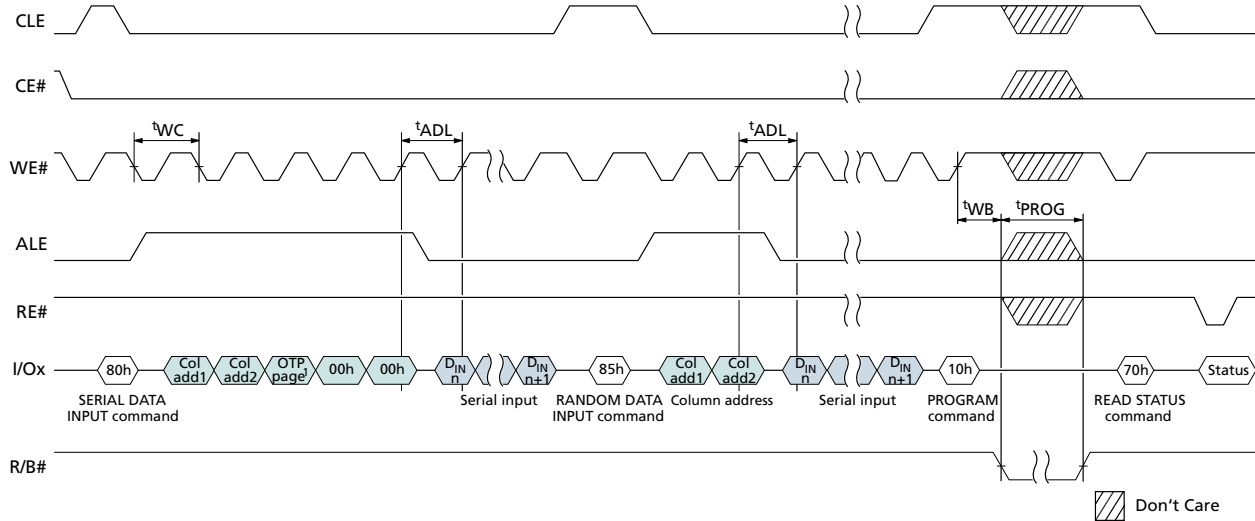 CLE
CE#
tWC
tADL
tADL
WE#
tWB
tPROG
ALE
RE#
I/Ox
80h
Col add1
Col add2
OTP page1
00h
00h
DIN n
DIN n+1
85h
Col add1
Col add2
DIN n
DIN n+1
10h
70h
Status
SERIAL DATA
INPUT command
Serial input
RANDOM DATA
INPUT command
Column address
Serial input
PROGRAM
command
READ STATUS
command
R/B#
Don't Care